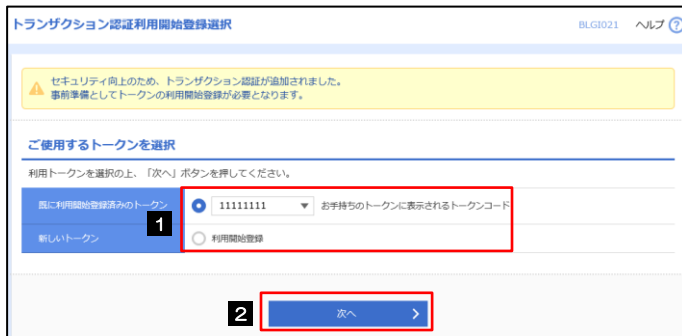 トランザクション認証利用開始登録選択 BLGI021 ヘルプ ?
セキュリティ向上のため、トランザクション認証が追加されました。
事前準備としてトークンの利用開始登録が必要となります。
ご使用するトークンを選択
利用トークンを選択の上、「次へ」ボタンを押してください。
既に利用開始登録済みのトークン 11111111 お手持ちのトークンに表示されるトークンコード
1
新しいトークン 利用開始登録
2 次へ